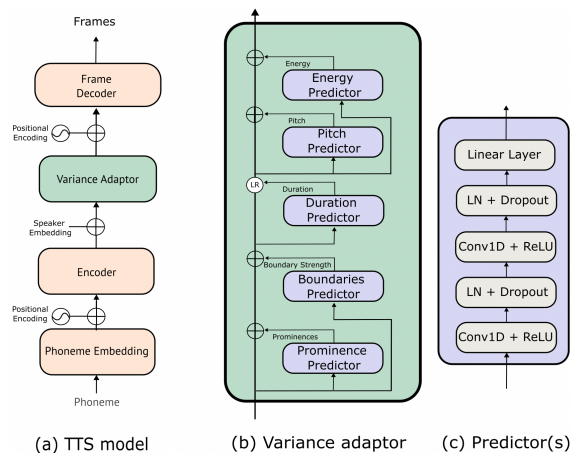 Frames
Frame
Decoder
Positional
Encoding
Variance Adaptor
Speaker
Embedding
Encoder
Positional
Encoding
Phoneme Embedding
Phoneme
(a) TTS model
Energy
Energy
Predictor
Pitch
Pitch
Predictor
LR
Duration
Duration
Predictor
Boundary Strength
Boundaries
Predictor
Prominences
Prominence
Predictor
(b) Variance adaptor
Linear Layer
LN + Dropout
Conv1D + ReLU
LN + Dropout
Conv1D + ReLU
(c) Predictor(s)